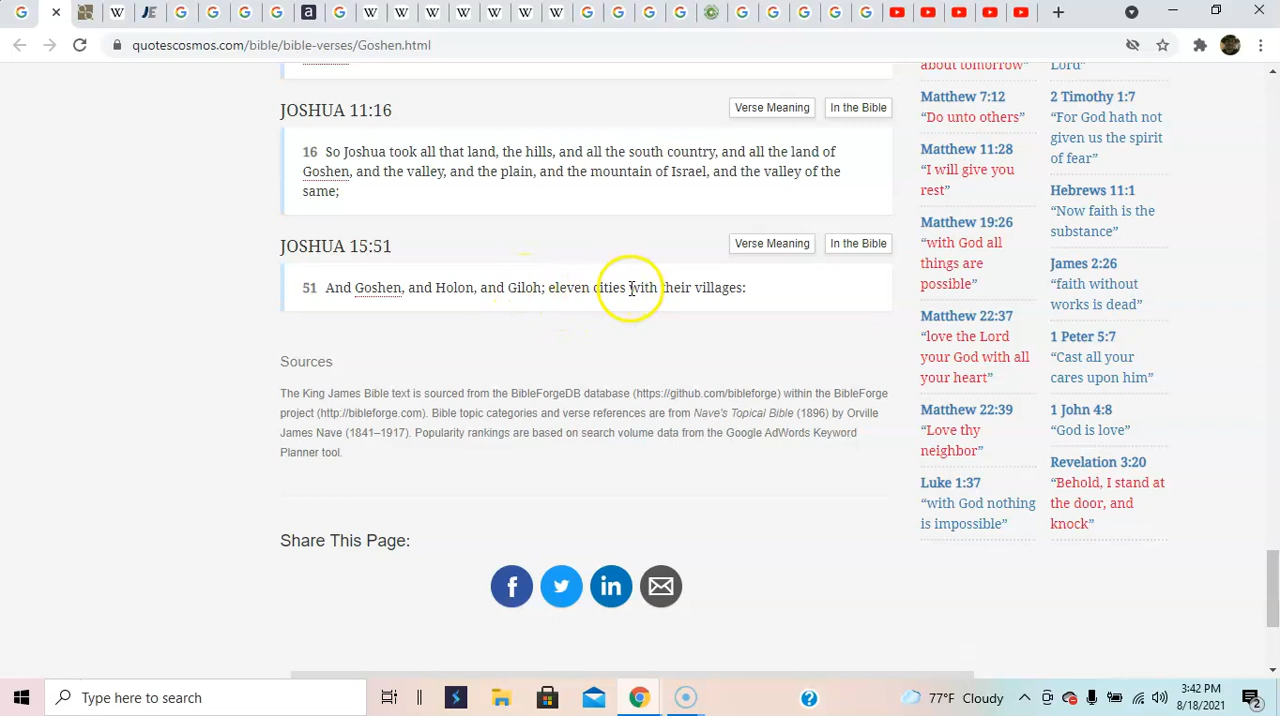 quotescosmos.com/bible/bible-verses/Goshen.html
JOSHUA 11:16
Verse Meaning
In the Bible
16 So Joshua took all that land, the hills, and all the south country, and all the land of
Goshen, and the valley, and the plain, and the mountain of Israel, and the valley of the
same;
JOSHUA 15:51
Verse Meaning
In the Bible
51 And Goshen, and Holon, and Giloh; eleven cities with their villages:
Sources
The King James Bible text is sourced from the BibleForgeDB database (https://github.com/bibleforge) within the BibleForge
project (http://bibleforge.com). Bible topic categories and verse references are from Nave's Topical Bible (1896) by Orville
James Nave (1841–1917). Popularity rankings are based on search volume data from the Google AdWords Keyword
Planner tool.
Share This Page:
about tomorrow”
Matthew 7:12
“Do unto others”
Matthew 11:28
“I will give you
rest”
Matthew 19:26
“with God all
things are
possible”
Matthew 22:37
“love the Lord
your God with all
your heart”
Matthew 22:39
“Love thy
neighbor”
Luke 1:37
“with God nothing
is impossible”
Lord”
2 Timothy 1:7
“For God hath not
given us the spirit
of fear”
Hebrews 11:1
“Now faith is the
substance”
James 2:26
“faith without
works is dead”
1 Peter 5:7
“Cast all your
cares upon him”
1 John 4:8
“God is love”
Revelation 3:20
“Behold, I stand at
the door, and
knock”
Type here to search
77°F Cloudy
3:42 PM
8/18/2021
2